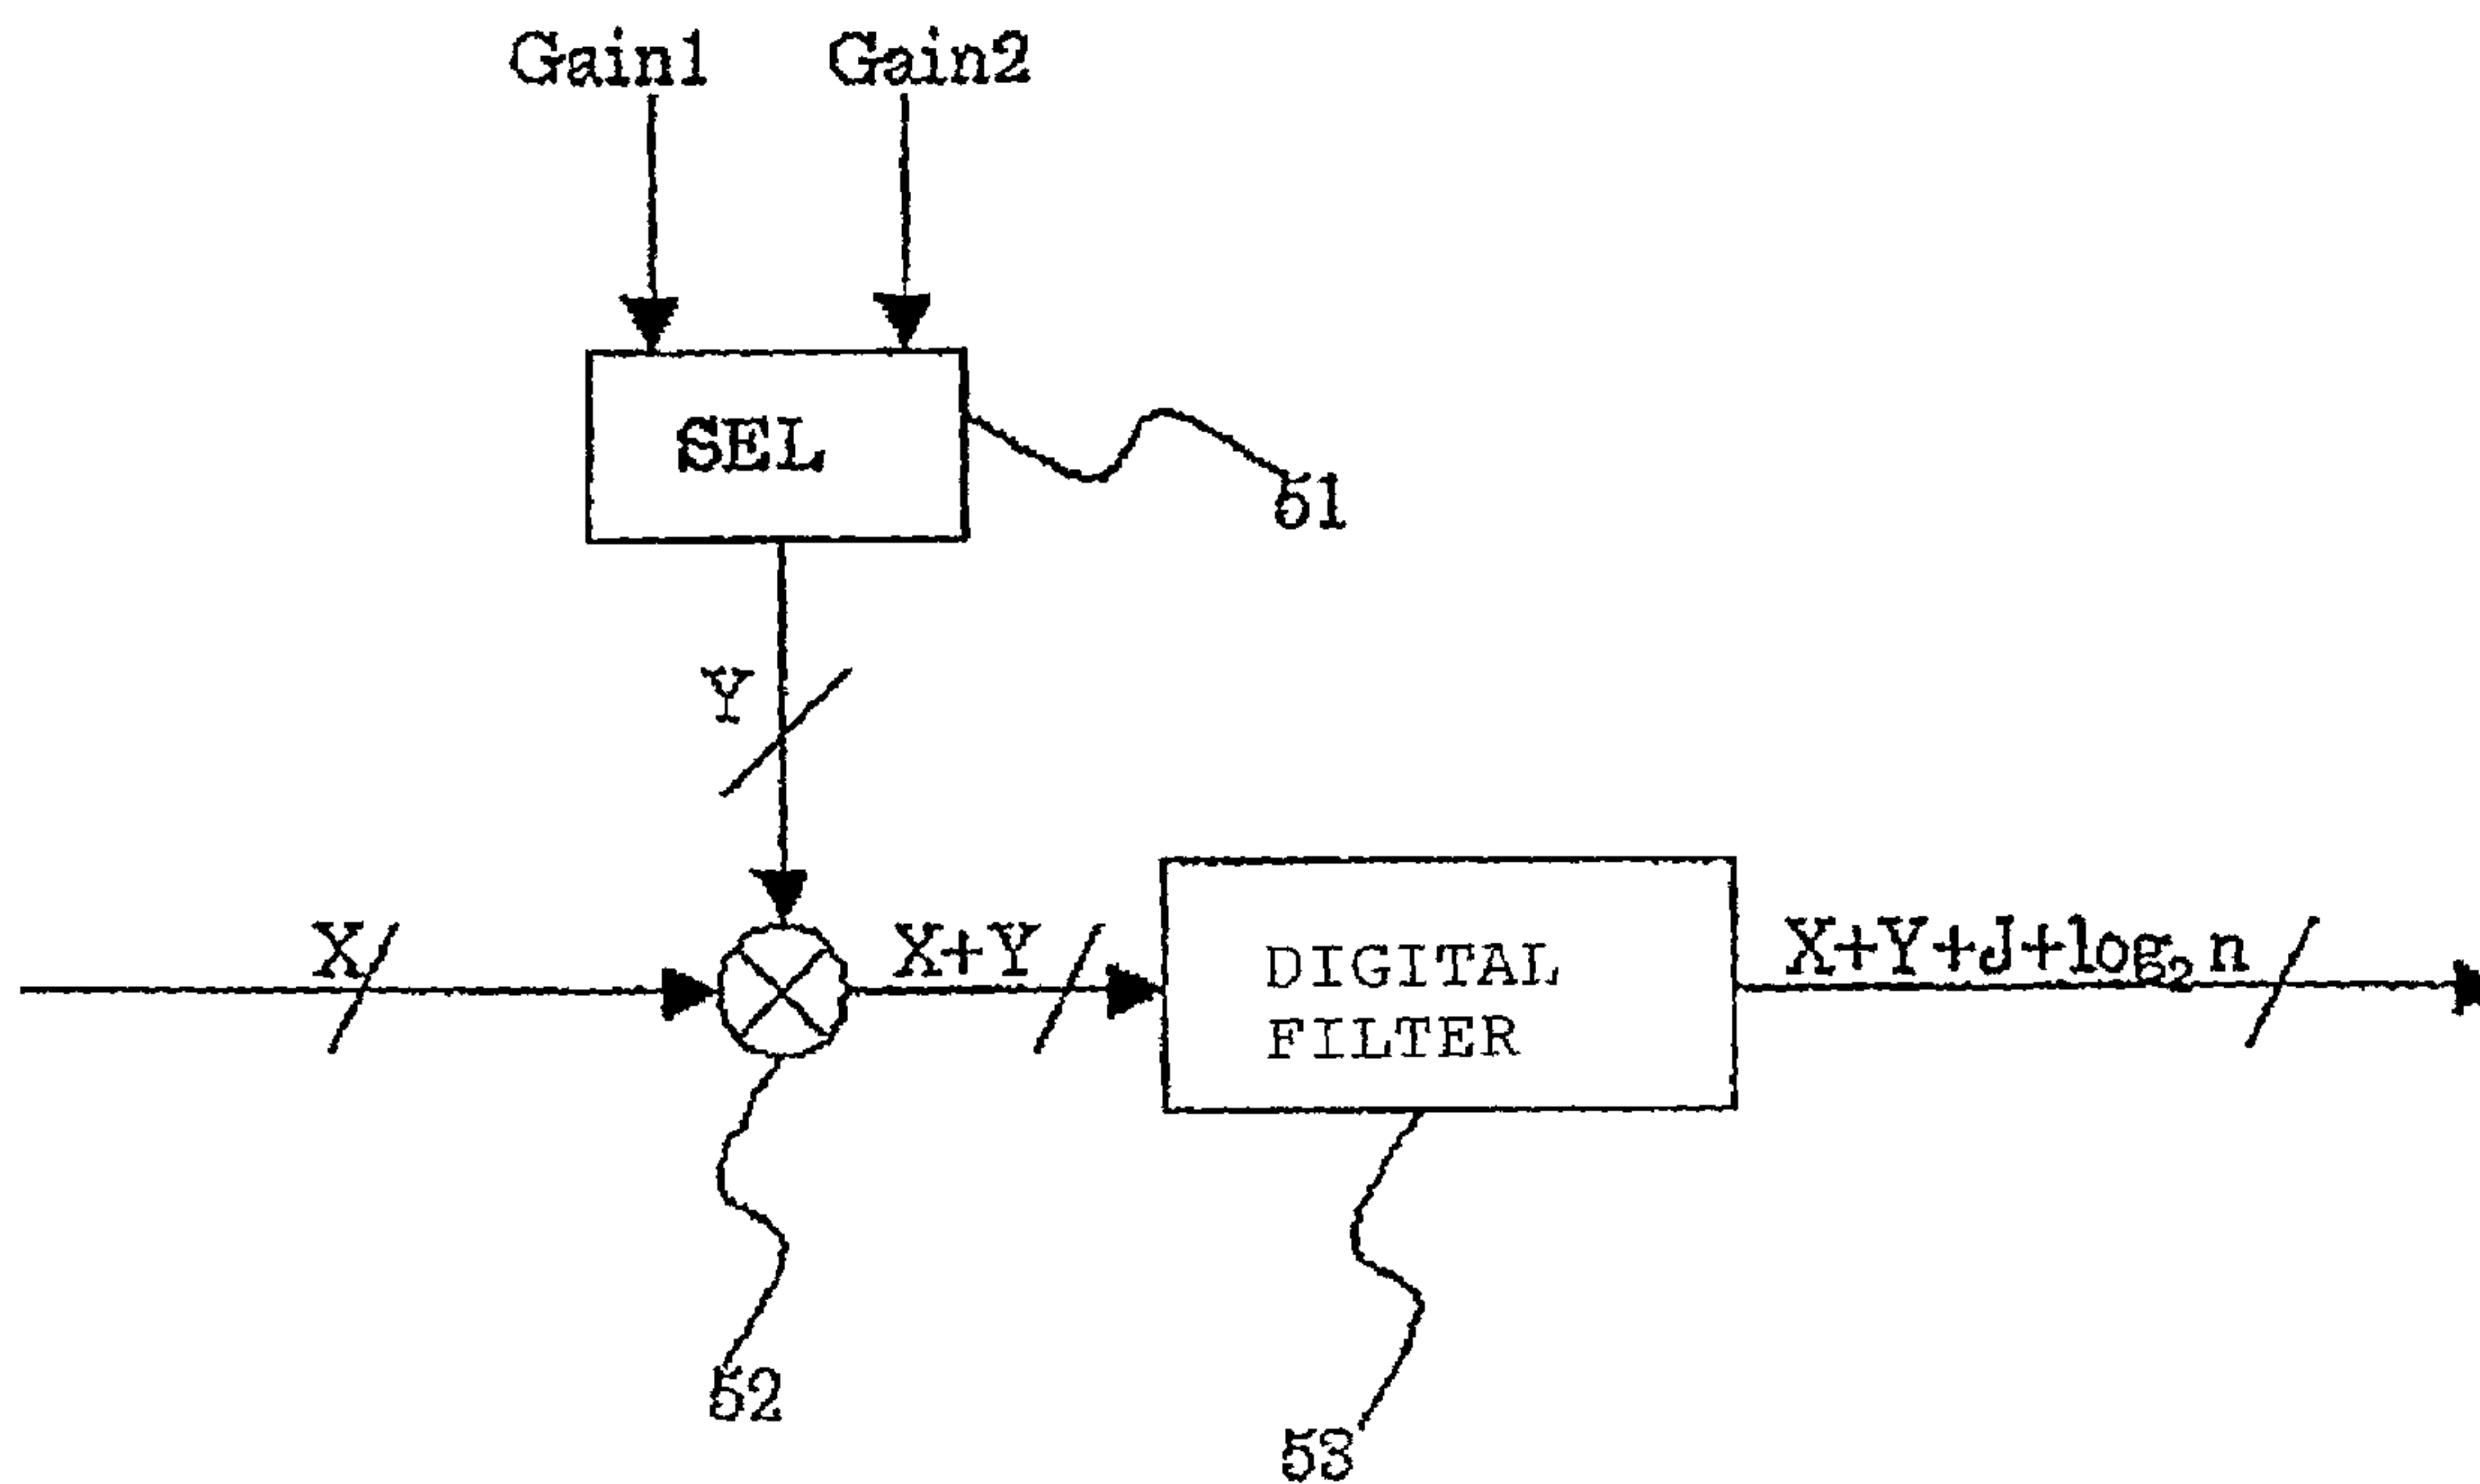 Gain1 Gain2
SEL
51
Y
X X+Y X+Y+J+log₂n
DIGITAL
FILTER
52
53